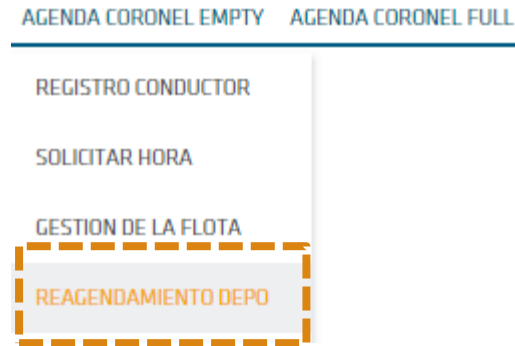 AGENDA CORONEL EMPTY AGENDA CORONEL FULL
REGISTRO CONDUCTOR
SOLICITAR HORA
GESTION DE LA FLOTA
REAGENDAMIENTO DEPO